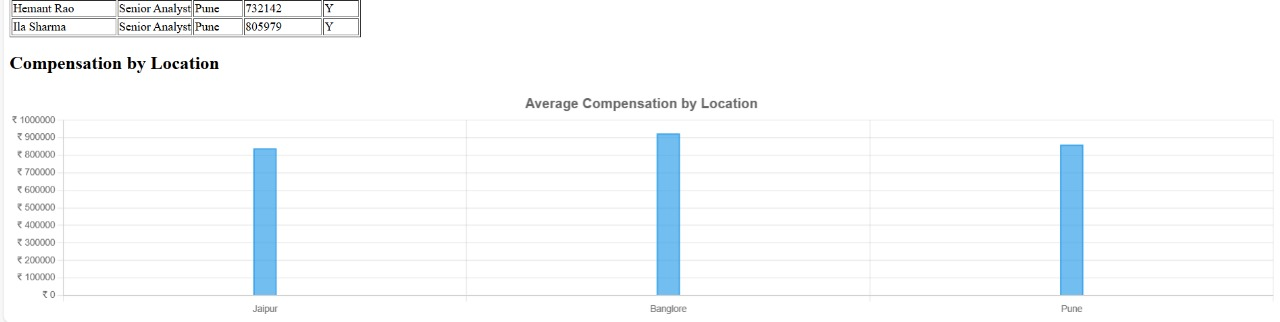 Hemant Rao Senior Analyst Pune 732142 Y
Ila Sharma Senior Analyst Pune 805979 Y
Compensation by Location
Average Compensation by Location
₹ 1000000
₹ 900000
₹ 800000
₹ 700000
₹ 600000
₹ 500000
₹ 400000
₹ 300000
₹ 200000
₹ 100000
₹ 0
Jaipur Banglore Pune